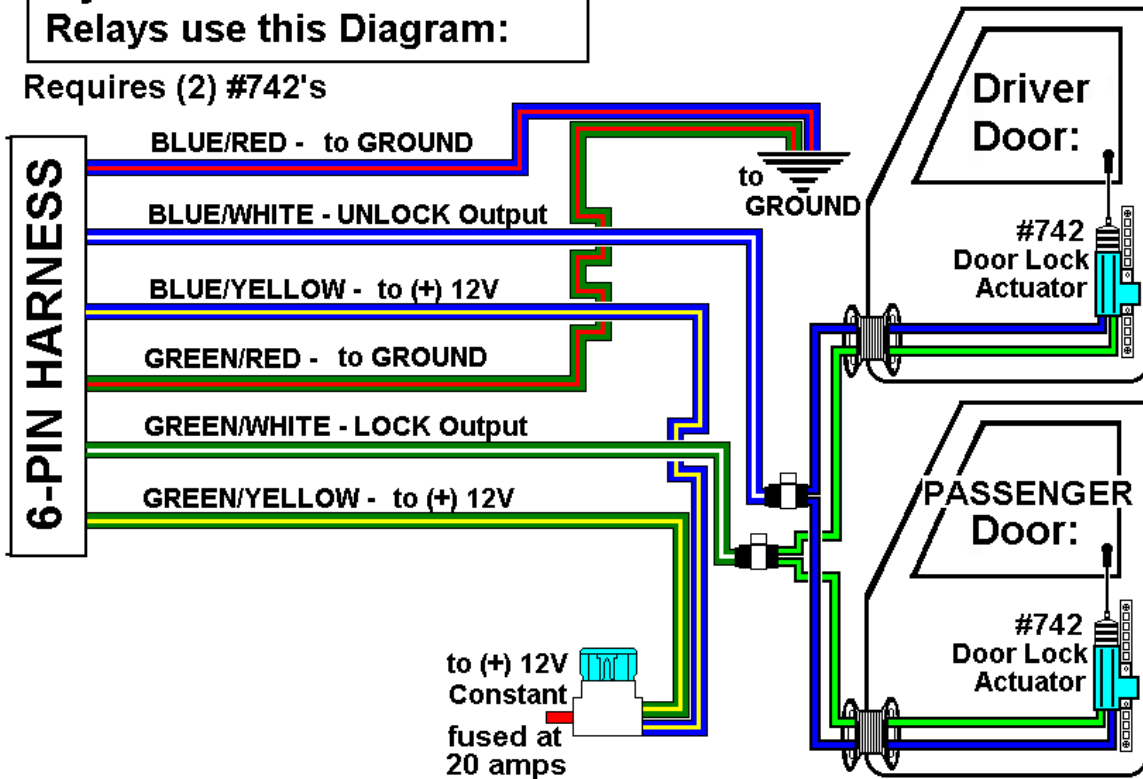 Relays use this Diagram:
Requires (2) #742's
6-PIN HARNESS
BLUE/RED - to GROUND
BLUE/WHITE - UNLOCK Output
BLUE/YELLOW - to (+) 12V
GREEN/RED - to GROUND
GREEN/WHITE - LOCK Output
GREEN/YELLOW - to (+) 12V
to
GROUND
Driver
Door:
#742
Door Lock
Actuator
PASSENGER
Door:
#742
Door Lock
Actuator
to (+) 12V
Constant
fused at
20 amps